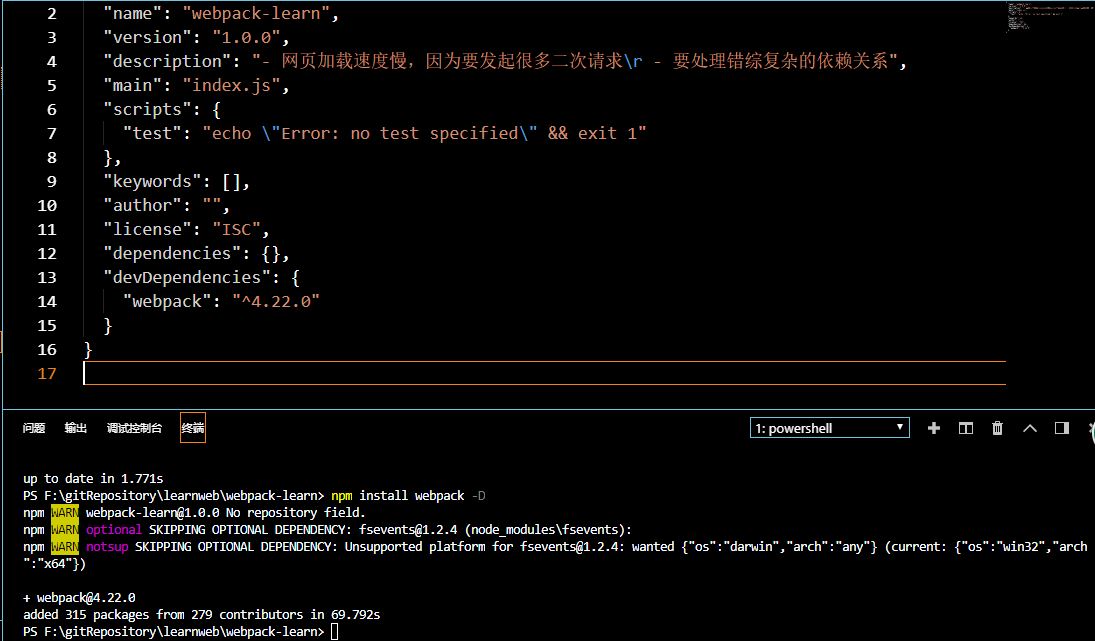 2 "name": "webpack-learn",
3 "version": "1.0.0",
4 "description": "- 网页加载速度慢，因为要发起很多二次请求\r - 要处理错综复杂的依赖关系",
5 "main": "index.js",
6 "scripts": {
7 "test": "echo \"Error: no test specified\" && exit 1"
8 },
9 "keywords": [],
10 "author": "",
11 "license": "ISC",
12 "dependencies": {},
13 "devDependencies": {
14 "webpack": "^4.22.0"
15 }
16 }
17
问题 输出 调试控制台 终端 1: powershell
up to date in 1.771s
PS F:\gitRepository\learnweb\webpack-learn> npm install webpack -D
npm WARN webpack-learn@1.0.0 No repository field.
npm WARN optional SKIPPING OPTIONAL DEPENDENCY: fsevents@1.2.4 (node_modules\fsevents):
npm WARN notsup SKIPPING OPTIONAL DEPENDENCY: Unsupported platform for fsevents@1.2.4: wanted {"os":"darwin","arch":"any"} (current: {"os":"win32","arch
":"x64"})
+ webpack@4.22.0
added 315 packages from 279 contributors in 69.792s
PS F:\gitRepository\learnweb\webpack-learn>